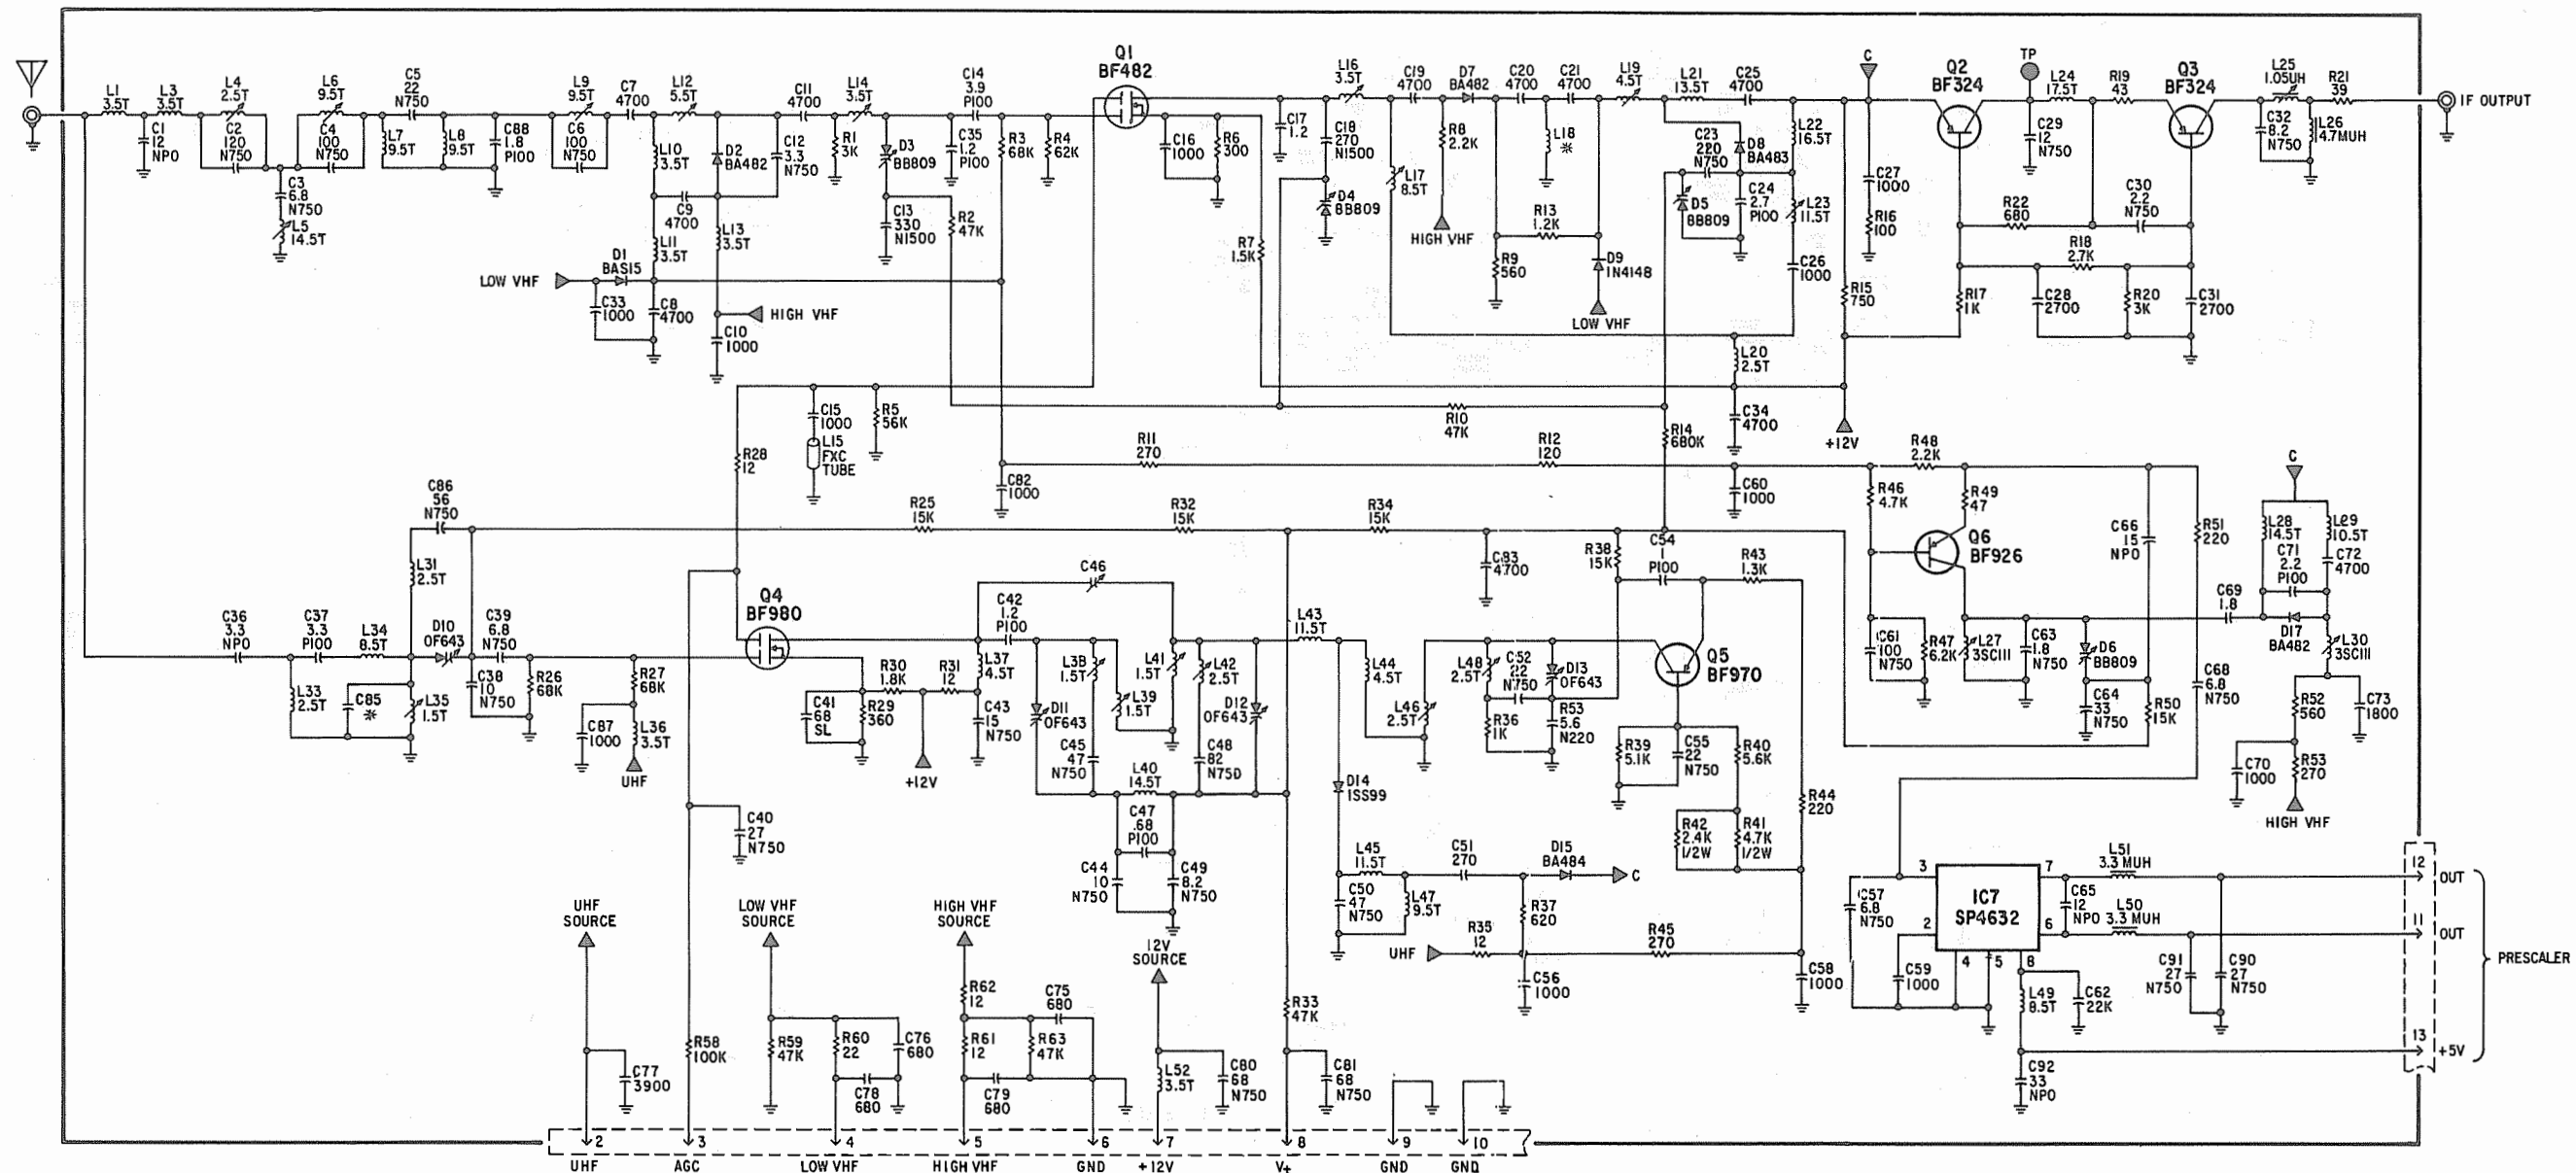 L1
3.5T
C1
12
NPO
L3
3.5T
L4
2.5T
C2
120
N750
C3
6.8
N750
L5
14.5T
L6
9.5T
C4
100
N750
C5
22
N750
L7
9.5T
L8
9.5T
C88
1.8
P100
L9
9.5T
C6
100
N750
C7
4700
L10
3.5T
L12
5.5T
D2
BA482
C9
4700
C11
4700
C12
3.3
N750
R1
3K
L14
3.5T
D3
BB809
C13
330
N1500
R2
47K
C14
3.9
P100
C35
1.2
P100
R3
68K
R4
62K
Q1
BF482
C16
1000
R6
300
R7
1.5K
C17
1.2
L16
3.5T
C18
270
N1500
D4
BB809
L17
8.5T
C19
4700
R8
2.2K
HIGH VHF
D7
BA482
C20
4700
C21
4700
L18
*
R13
1.2K
R9
560
D9
1N4148
LOW VHF
L19
4.5T
L21
13.5T
C25
4700
C23
220
N750
D8
BA483
D5
BB809
C24
2.7
P100
L22
16.5T
L23
11.5T
C26
1000
L20
2.5T
C34
4700
C
C27
1000
R16
100
R15
750
+12V
Q2
BF324
TP
C29
12
N750
L24
17.5T
R19
43
Q3
BF324
R22
680
C30
2.2
N750
R18
2.7K
R17
1K
C28
2700
R20
3K
C31
2700
L25
1.05UH
C32
8.2
N750
L26
4.7MUH
R21
39
IF OUTPUT
LOW VHF
D1
BAS15
C33
1000
L11
3.5T
C8
4700
L13
3.5T
HIGH VHF
C10
1000
R28
12
C15
1000
L15
FXC
TUBE
R5
56K
R10
47K
R14
680K
R11
270
R12
120
C82
1000
C60
1000
R48
2.2K
R46
4.7K
R49
47
Q6
BF926
C66
15
NPO
R51
220
C
L28
14.5T
L29
10.5T
C71
2.2
P100
C72
4700
D17
BA482
L30
3SC111
C69
1.8
C61
100
N750
R47
6.2K
L27
3SC111
C63
1.8
N750
D6
BB809
C64
33
N750
R50
15K
C68
6.8
N750
R52
560
C73
1800
C70
1000
R53
270
HIGH VHF
C86
56
N750
R25
15K
R32
15K
R34
15K
L31
2.5T
C36
3.3
NPO
C37
3.3
P100
L34
8.5T
D10
OF643
C39
6.8
N750
L33
2.5T
C85
*
L35
1.5T
C38
10
N750
R26
68K
R27
68K
C87
1000
L36
3.5T
UHF
Q4
BF980
C41
68
SL
R30
1.8K
R29
360
R31
12
+12V
C46
C42
1.2
P100
L37
4.5T
C43
15
N750
D11
OF643
L38
1.5T
L39
1.5T
C45
47
N750
L41
1.5T
L42
2.5T
D12
OF643
C48
82
N750
L40
14.5T
C47
.68
P100
C44
10
N750
C49
8.2
N750
L43
11.5T
L44
4.5T
D14
1SS99
L46
2.5T
C83
4700
R38
15K
C54
1
P100
R43
1.3K
L48
2.5T
C52
22
N750
D13
OF643
R36
1K
R53
5.6
N220
Q5
BF970
R39
5.1K
C55
22
N750
R40
5.6K
R42
2.4K
1/2W
R41
4.7K
1/2W
R44
220
L45
11.5T
C50
47
N750
L47
9.5T
C51
270
D15
BA484
C
R37
620
UHF
R35
12
R45
270
C56
1000
C58
1000
C40
27
N750
UHF
SOURCE
LOW VHF
SOURCE
HIGH VHF
SOURCE
12V
SOURCE
R62
12
C75
680
R58
100K
R59
47K
R60
22
C76
680
R61
12
R63
47K
C77
3900
C78
680
C79
680
L52
3.5T
C80
68
N750
R33
47K
C81
68
N750
3
7
2
6
4
5
8
IC7
SP4632
C57
6.8
N750
C59
1000
L51
3.3 MUH
C65
12
NPO
L50
3.3 MUH
C91
27
N750
C90
27
N750
L49
8.5T
C62
22K
C92
33
NPO
12
OUT
11
OUT
13
+5V
PRESCALER
2
3
4
5
6
7
8
9
10
UHF
AGC
LOW VHF
HIGH VHF
GND
+12V
V+
GND
GND